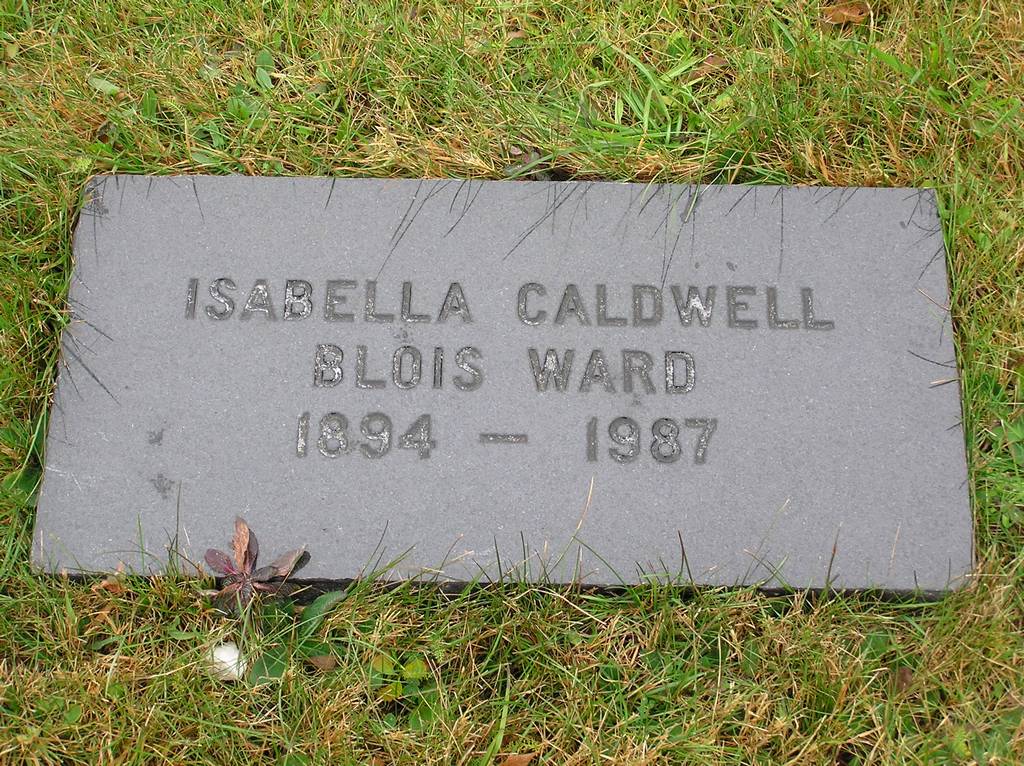 ISABELLA CALDWELL
BLOIS WARD
1894 — 1987